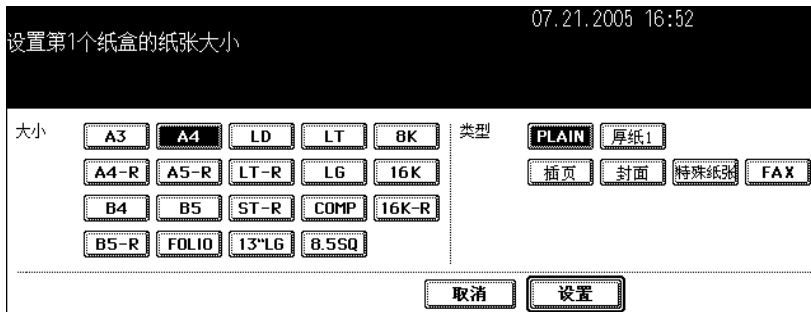 07.21.2005 16:52
设置第1个纸盒的纸张大小
大小 A3 A4 LD LT 8K 类型 PLAIN 厚纸1
A4-R A5-R LT-R LG 16K 插页 封面 特殊纸张 FAX
B4 B5 ST-R COMP 16K-R
B5-R FOLIO 13"LG 8.5SQ
取消 设置